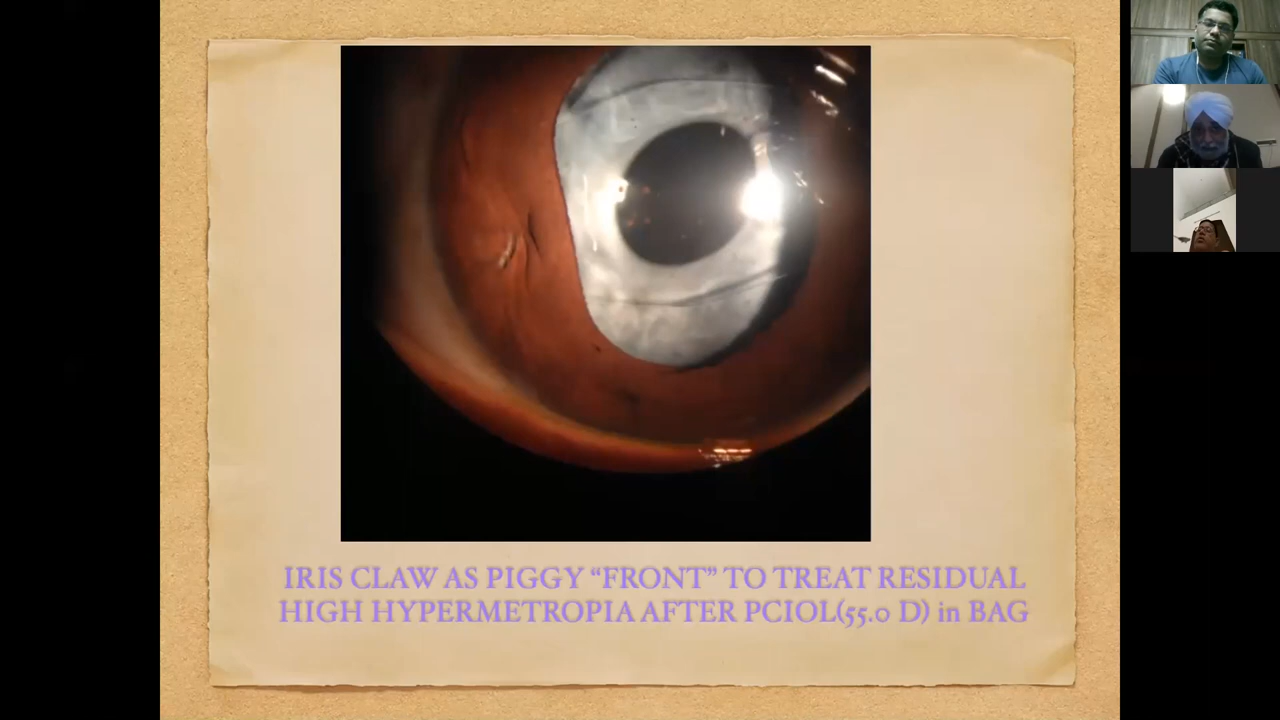 IRIS CLAW AS PIGGY “FRONT” TO TREAT RESIDUAL
HIGH HYPERMETROPIA AFTER PCIOL(55.0 D) in BAG